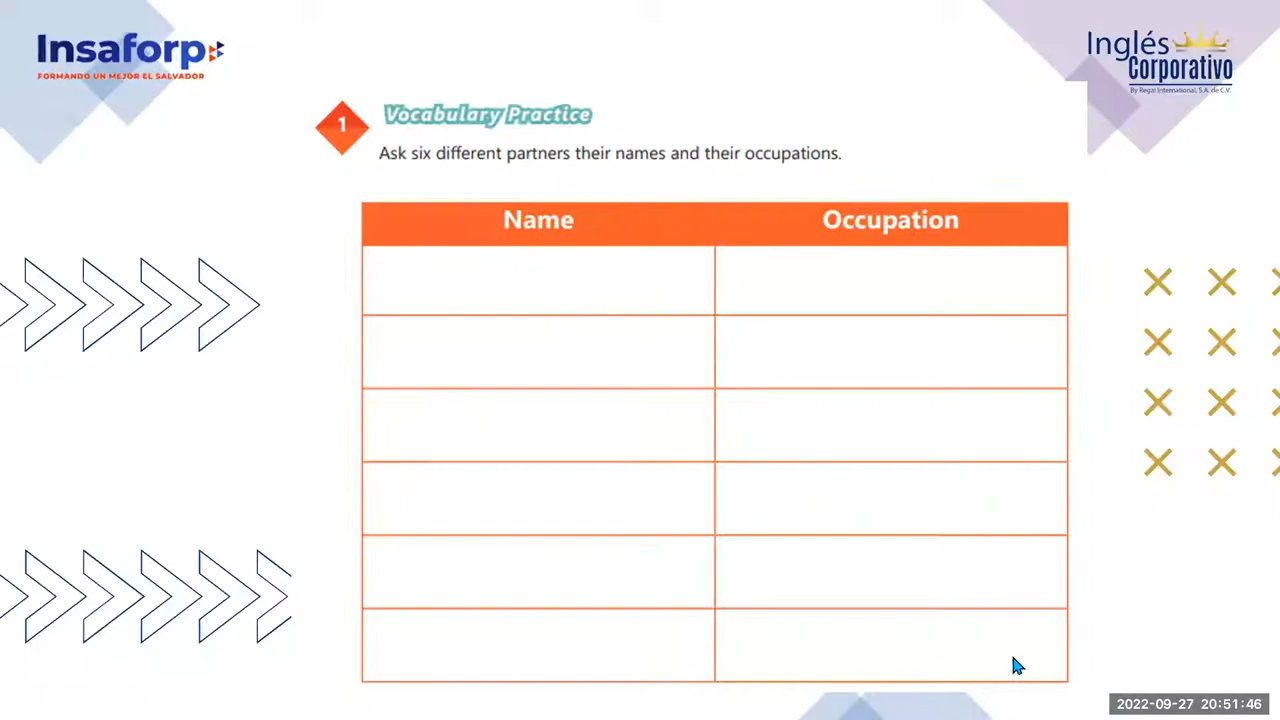 Insaforp
FORMANDO UN MEJOR EL SALVADOR
Inglés
Corporativo
By Regal International, S.A. de C.V.
1
Vocabulary Practice
Ask six different partners their names and their occupations.
Name Occupation
2022-09-27 20:51:46